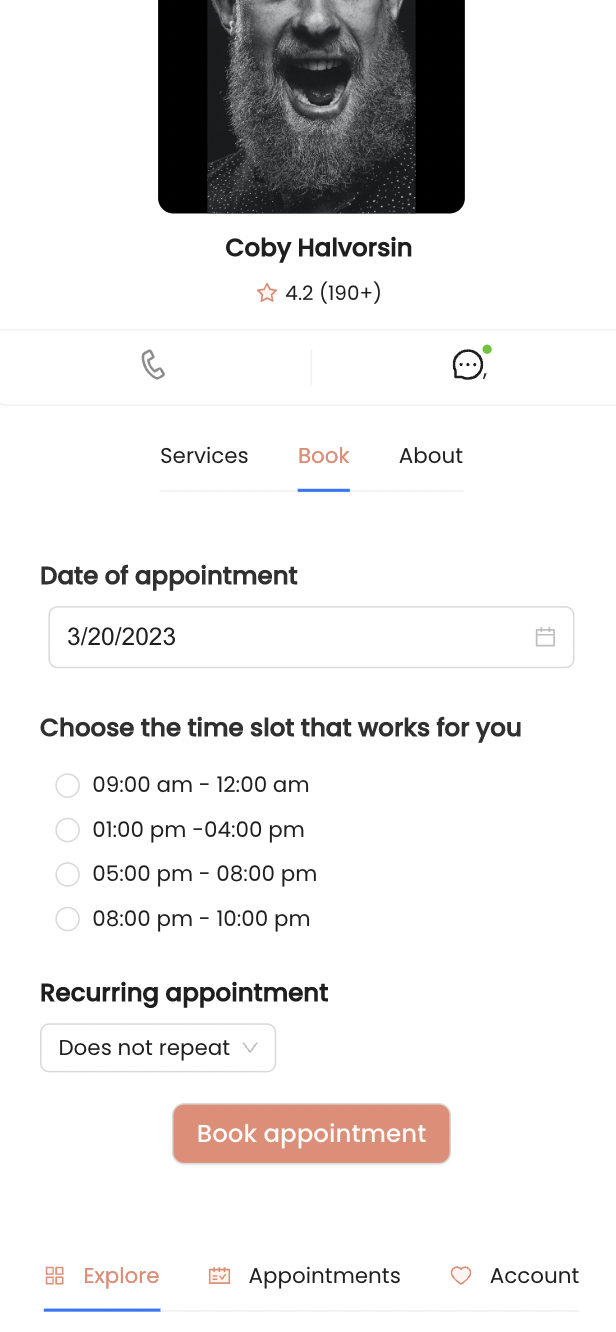 Coby Halvorsin
4.2 (190+)
Services Book About
Date of appointment
3/20/2023
Choose the time slot that works for you
09:00 am - 12:00 am
01:00 pm -04:00 pm
05:00 pm - 08:00 pm
08:00 pm - 10:00 pm
Recurring appointment
Does not repeat
Book appointment
Explore Appointments Account